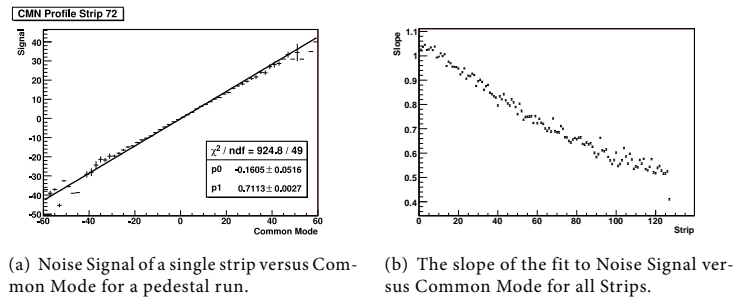 CMN Profile Strip 72
Signal
40
30
20
10
0
-10
-20
-30
-40
-50
-60 -40 -20 0 20 40 60
Common Mode
χ² / ndf = 924.8 / 49
p0 -0.1605 ± 0.0516
p1 0.7113 ± 0.0027
Slope
1.1
1
0.9
0.8
0.7
0.6
0.5
0.4
0 20 40 60 80 100 120
Strip
(a) Noise Signal of a single strip versus Com-
mon Mode for a pedestal run.
(b) The slope of the fit to Noise Signal ver-
sus Common Mode for all Strips.